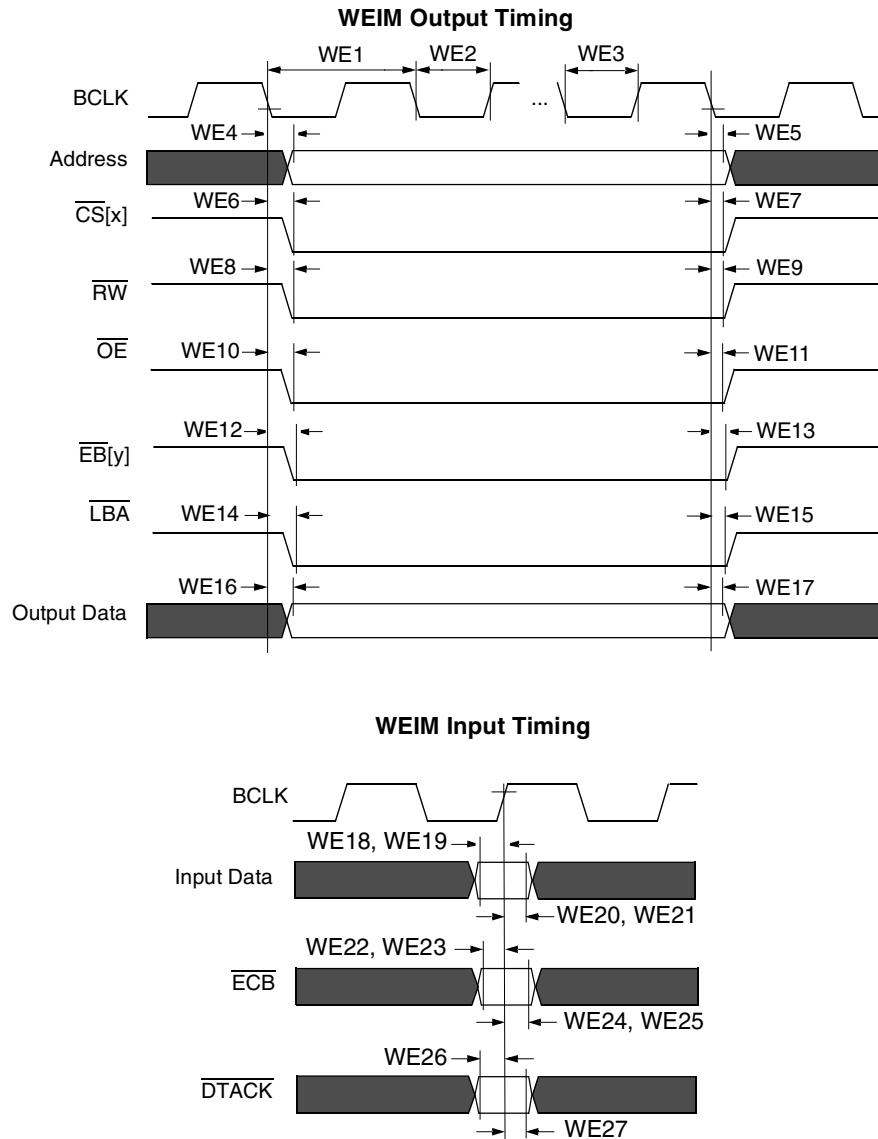 WEIM Output Timing
WE1 WE2 WE3
BCLK ...
WE4 WE5
Address
WE6 WE7
CS[x]
WE8 WE9
RW
WE10 WE11
OE
WE12 WE13
EB[y]
WE14 WE15
LBA
WE16 WE17
Output Data
WEIM Input Timing
BCLK
WE18, WE19
Input Data
WE20, WE21
WE22, WE23
ECB
WE24, WE25
WE26
DTACK
WE27